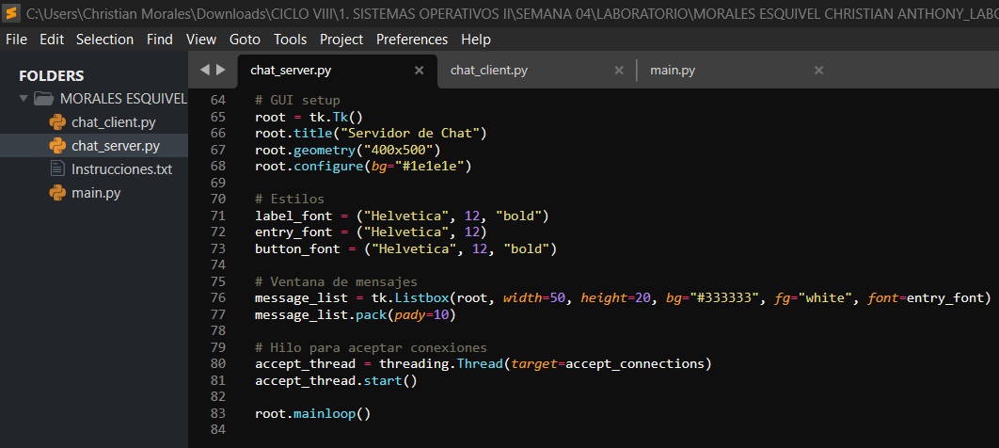 C:\Users\Christian Morales\Downloads\CICLO VIII\1. SISTEMAS OPERATIVOS II\SEMANA 04\LABORATORIO\MORALES ESQUIVEL CHRISTIAN ANTHONY_LABO
File Edit Selection Find View Goto Tools Project Preferences Help
FOLDERS
MORALES ESQUIVEL
chat_client.py
chat_server.py
Instrucciones.txt
main.py
chat_server.py chat_client.py main.py
64 # GUI setup
65 root = tk.Tk()
66 root.title("Servidor de Chat")
67 root.geometry("400x500")
68 root.configure(bg="#1e1e1e")
69
70 # Estilos
71 label_font = ("Helvetica", 12, "bold")
72 entry_font = ("Helvetica", 12)
73 button_font = ("Helvetica", 12, "bold")
74
75 # Ventana de mensajes
76 message_list = tk.Listbox(root, width=50, height=20, bg="#333333", fg="white", font=entry_font)
77 message_list.pack(pady=10)
78
79 # Hilo para aceptar conexiones
80 accept_thread = threading.Thread(target=accept_connections)
81 accept_thread.start()
82
83 root.mainloop()
84